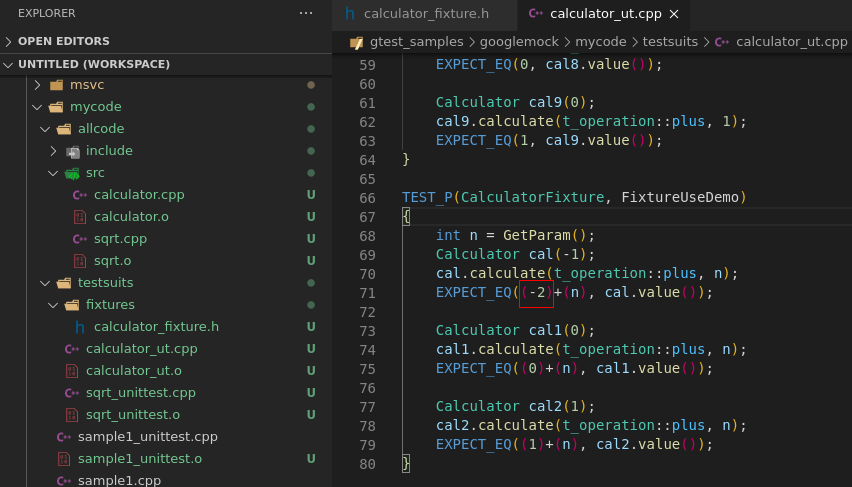 EXPLORER ···
OPEN EDITORS
UNTITLED (WORKSPACE)
msvc
mycode
allcode
include
src
calculator.cpp U
calculator.o U
sqrt.cpp U
sqrt.o U
testsuits
fixtures
calculator_fixture.h U
calculator_ut.cpp U
calculator_ut.o U
sqrt_unittest.cpp U
sqrt_unittest.o U
sample1_unittest.cpp
sample1_unittest.o U
sample1.cpp
h calculator_fixture.h C++ calculator_ut.cpp ×
gtest_samples > googlemock > mycode > testsuits > C++ calculator_ut.cpp
59 EXPECT_EQ(0, cal8.value());
60
61 Calculator cal9(0);
62 cal9.calculate(t_operation::plus, 1);
63 EXPECT_EQ(1, cal9.value());
64 }
65
66 TEST_P(CalculatorFixture, FixtureUseDemo)
67 {
68 int n = GetParam();
69 Calculator cal(-1);
70 cal.calculate(t_operation::plus, n);
71 EXPECT_EQ((-2)+(n), cal.value());
72
73 Calculator cal1(0);
74 cal1.calculate(t_operation::plus, n);
75 EXPECT_EQ((0)+(n), cal1.value());
76
77 Calculator cal2(1);
78 cal2.calculate(t_operation::plus, n);
79 EXPECT_EQ((1)+(n), cal2.value());
80 }